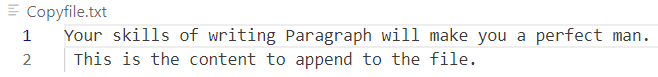 Copyfile.txt
1 Your skills of writing Paragraph will make you a perfect man.
2  This is the content to append to the file.